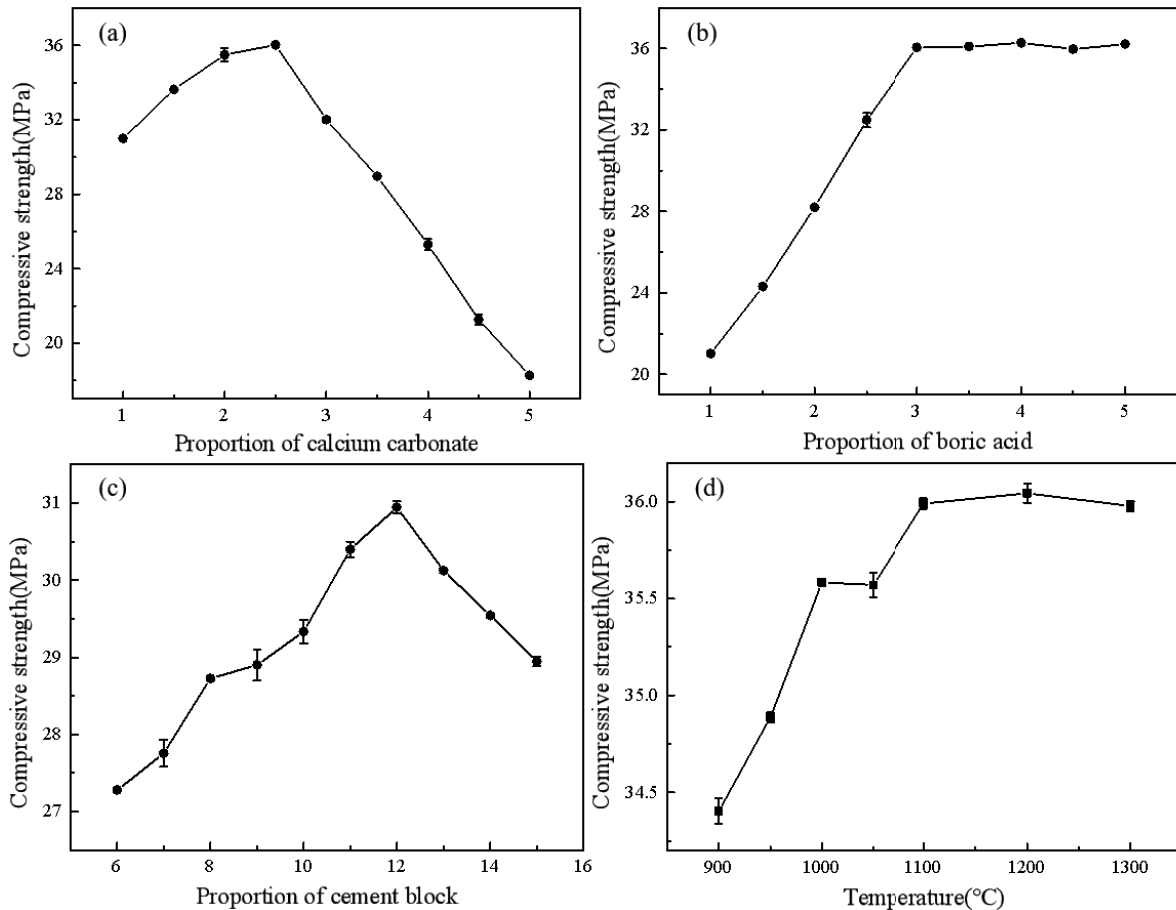 (a)
Compressive strength(MPa)
36
32
28
24
20
1 2 3 4 5
Proportion of calcium carbonate
(b)
Compressive strength(MPa)
36
32
28
24
20
1 2 3 4 5
Proportion of boric acid
(c)
Compressive strength(MPa)
31
30
29
28
27
6 8 10 12 14 16
Proportion of cement block
(d)
Compressive strength(MPa)
36.0
35.5
35.0
34.5
900 1000 1100 1200 1300
Temperature(°C)